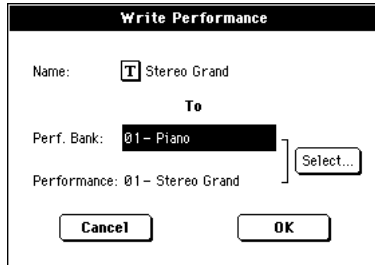 Write Performance
Name: T Stereo Grand
To
Perf. Bank: 01- Piano
Select...
Performance: 01- Stereo Grand
Cancel OK